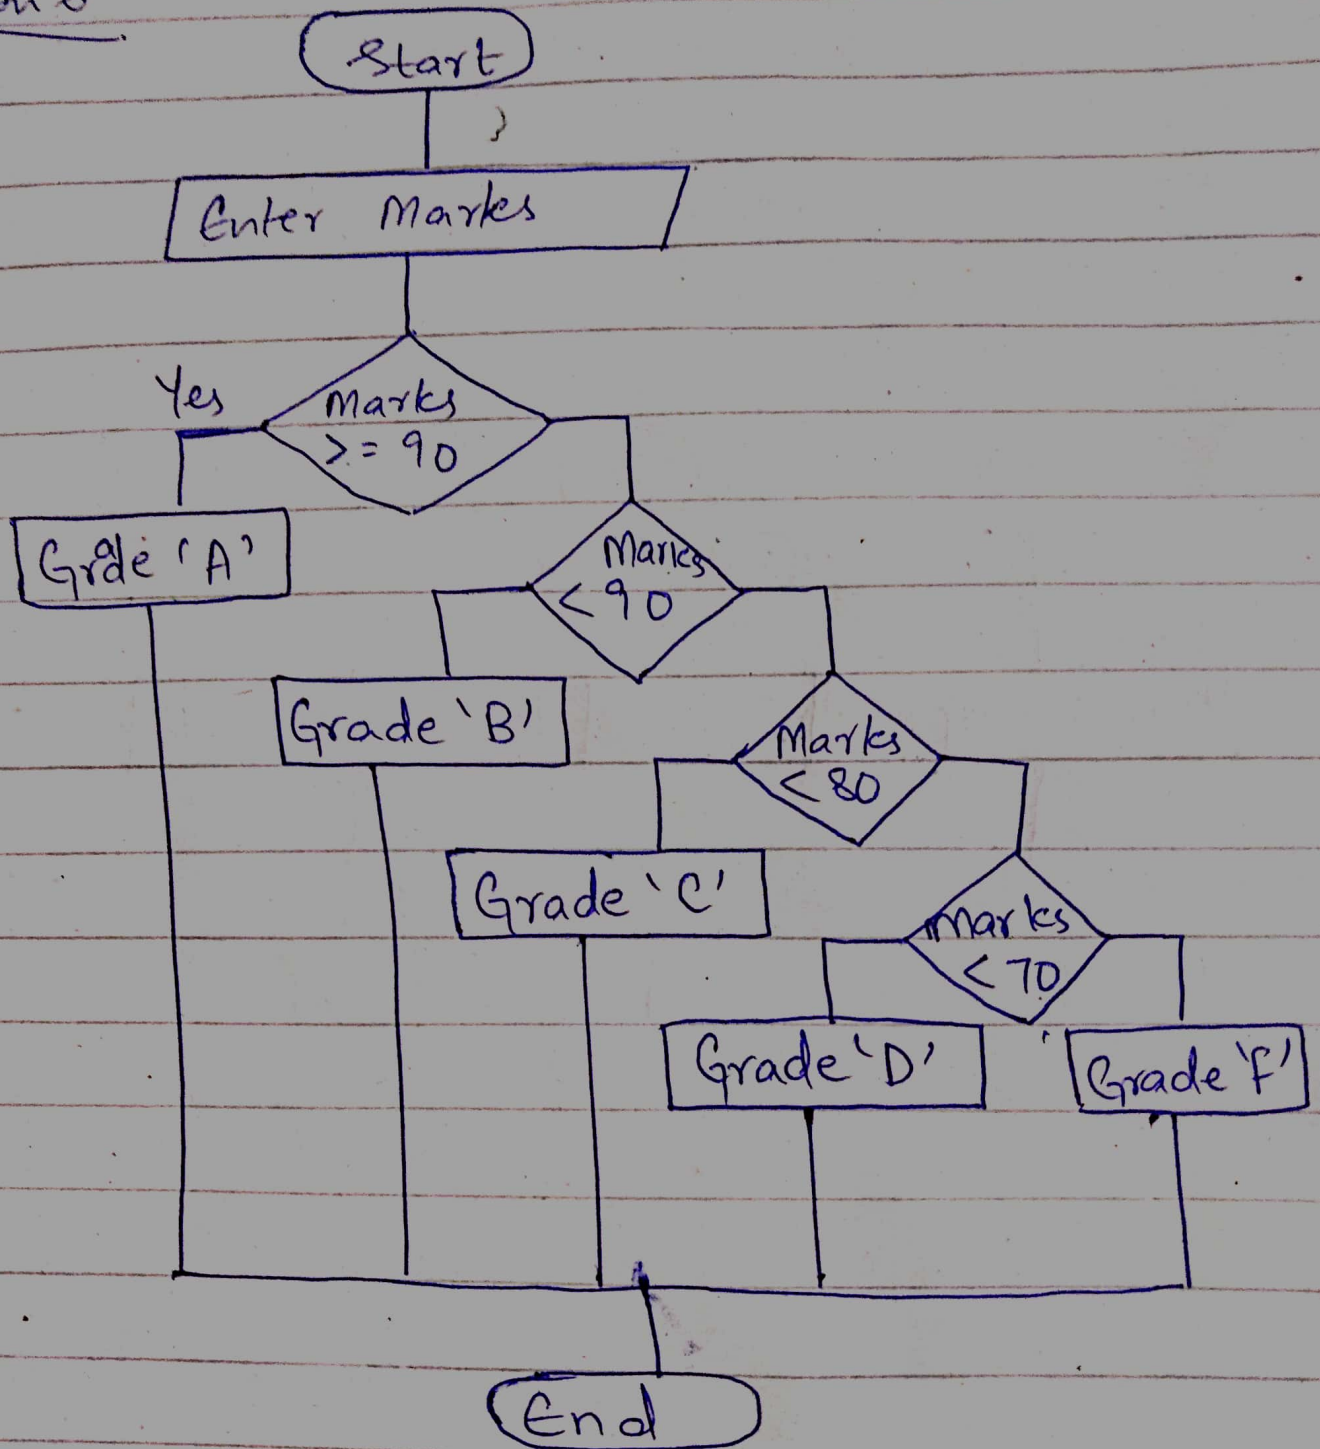 Start
Enter Marks
Yes
Marks
>= 90
Grade 'A'
Marks
< 90
Grade 'B'
Marks
< 80
Grade 'C'
Marks
< 70
Grade 'D'
Grade 'F'
End